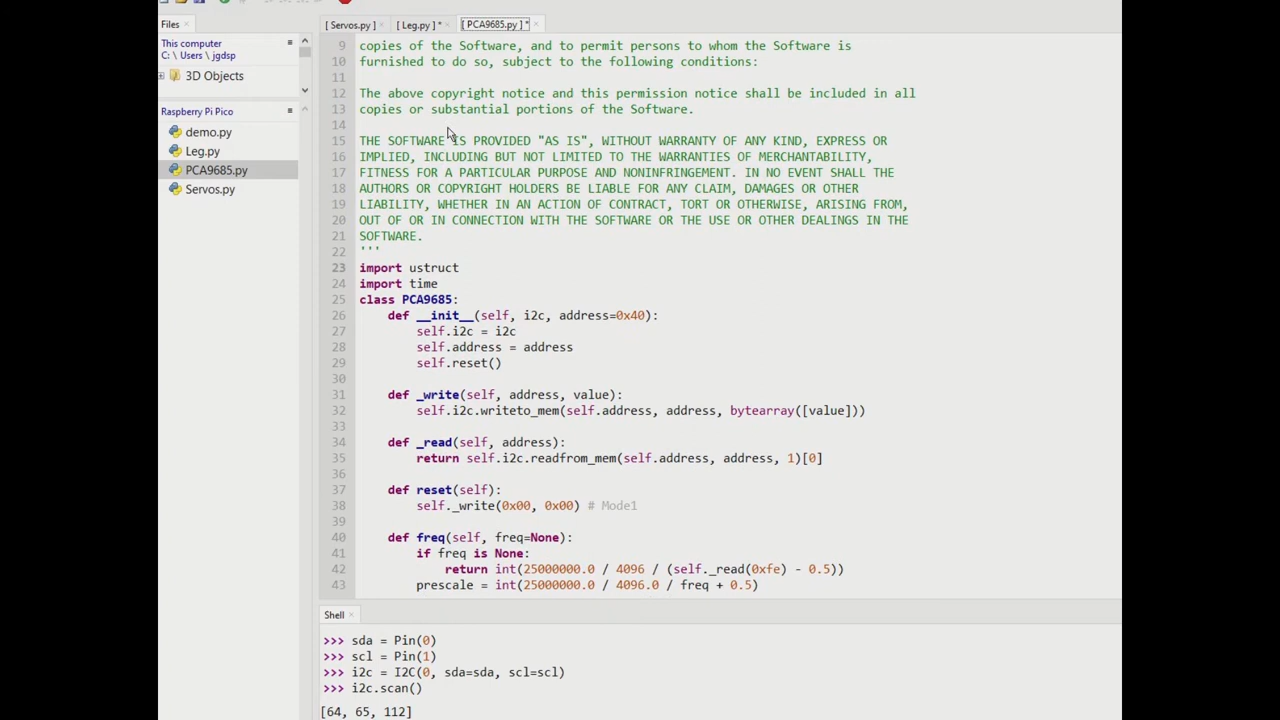 Files
This computer
C: \ Users \ jgdsp
3D Objects
Raspberry Pi Pico
demo.py
Leg.py
PCA9685.py
Servos.py
[ Servos.py ]
[ Leg.py ] *
[ PCA9685.py ] *
9 copies of the Software, and to permit persons to whom the Software is
10 furnished to do so, subject to the following conditions:
11
12 The above copyright notice and this permission notice shall be included in all
13 copies or substantial portions of the Software.
14
15 THE SOFTWARE IS PROVIDED "AS IS", WITHOUT WARRANTY OF ANY KIND, EXPRESS OR
16 IMPLIED, INCLUDING BUT NOT LIMITED TO THE WARRANTIES OF MERCHANTABILITY,
17 FITNESS FOR A PARTICULAR PURPOSE AND NONINFRINGEMENT. IN NO EVENT SHALL THE
18 AUTHORS OR COPYRIGHT HOLDERS BE LIABLE FOR ANY CLAIM, DAMAGES OR OTHER
19 LIABILITY, WHETHER IN AN ACTION OF CONTRACT, TORT OR OTHERWISE, ARISING FROM,
20 OUT OF OR IN CONNECTION WITH THE SOFTWARE OR THE USE OR OTHER DEALINGS IN THE
21 SOFTWARE.
22 '''
23 import ustruct
24 import time
25 class PCA9685:
26     def __init__(self, i2c, address=0x40):
27         self.i2c = i2c
28         self.address = address
29         self.reset()
30
31     def _write(self, address, value):
32         self.i2c.writeto_mem(self.address, address, bytearray([value]))
33
34     def _read(self, address):
35         return self.i2c.readfrom_mem(self.address, address, 1)[0]
36
37     def reset(self):
38         self._write(0x00, 0x00) # Mode1
39
40     def freq(self, freq=None):
41         if freq is None:
42             return int(25000000.0 / 4096 / (self._read(0xfe) - 0.5))
43         prescale = int(25000000.0 / 4096.0 / freq + 0.5)
Shell
>>> sda = Pin(0)
>>> scl = Pin(1)
>>> i2c = I2C(0, sda=sda, scl=scl)
>>> i2c.scan()
[64, 65, 112]